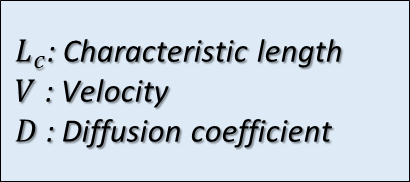 L_c: Characteristic length
V : Velocity
D : Diffusion coefficient